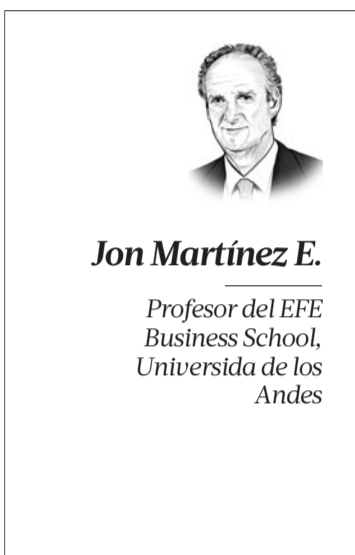 Jon Martínez E.
Profesor del EFE
Business School,
Universida de los
Andes